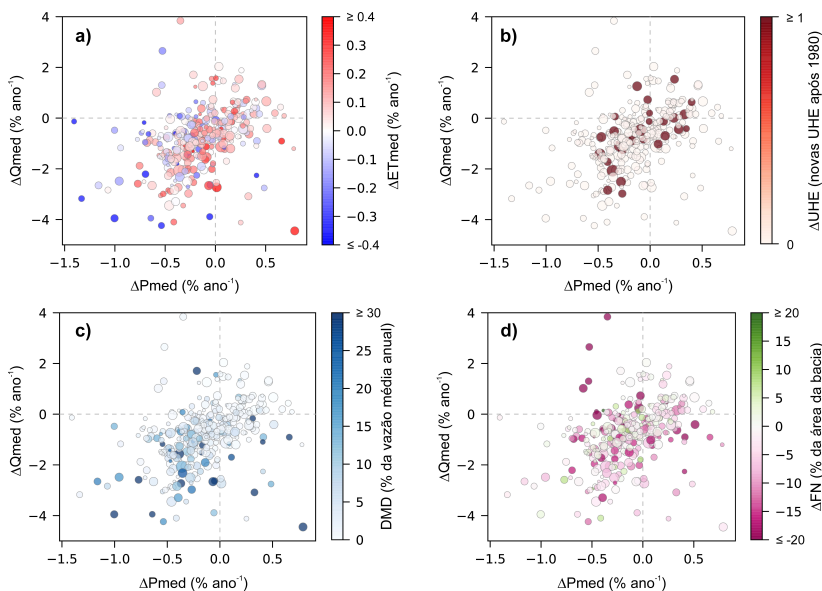 a)
4
2
0
−2
−4
ΔQmed (% ano⁻¹)
−1.5 −1.0 −0.5 0.0 0.5
ΔPmed (% ano⁻¹)
≥ 0.4
0.3
0.2
0.1
0.0
−0.1
−0.2
−0.3
≤ -0.4
ΔETmed (% ano⁻¹)
b)
4
2
0
−2
−4
ΔQmed (% ano⁻¹)
−1.5 −1.0 −0.5 0.0 0.5
ΔPmed (% ano⁻¹)
≥ 1
0
ΔUHE (novas UHE após 1980)
c)
4
2
0
−2
−4
ΔQmed (% ano⁻¹)
−1.5 −1.0 −0.5 0.0 0.5
ΔPmed (% ano⁻¹)
≥ 30
25
20
15
10
5
0
DMD (% da vazão média anual)
d)
4
2
0
−2
−4
ΔQmed (% ano⁻¹)
−1.5 −1.0 −0.5 0.0 0.5
ΔPmed (% ano⁻¹)
≥ 20
15
10
5
0
−5
−10
−15
≤ -20
ΔFN (% da área da bacia)